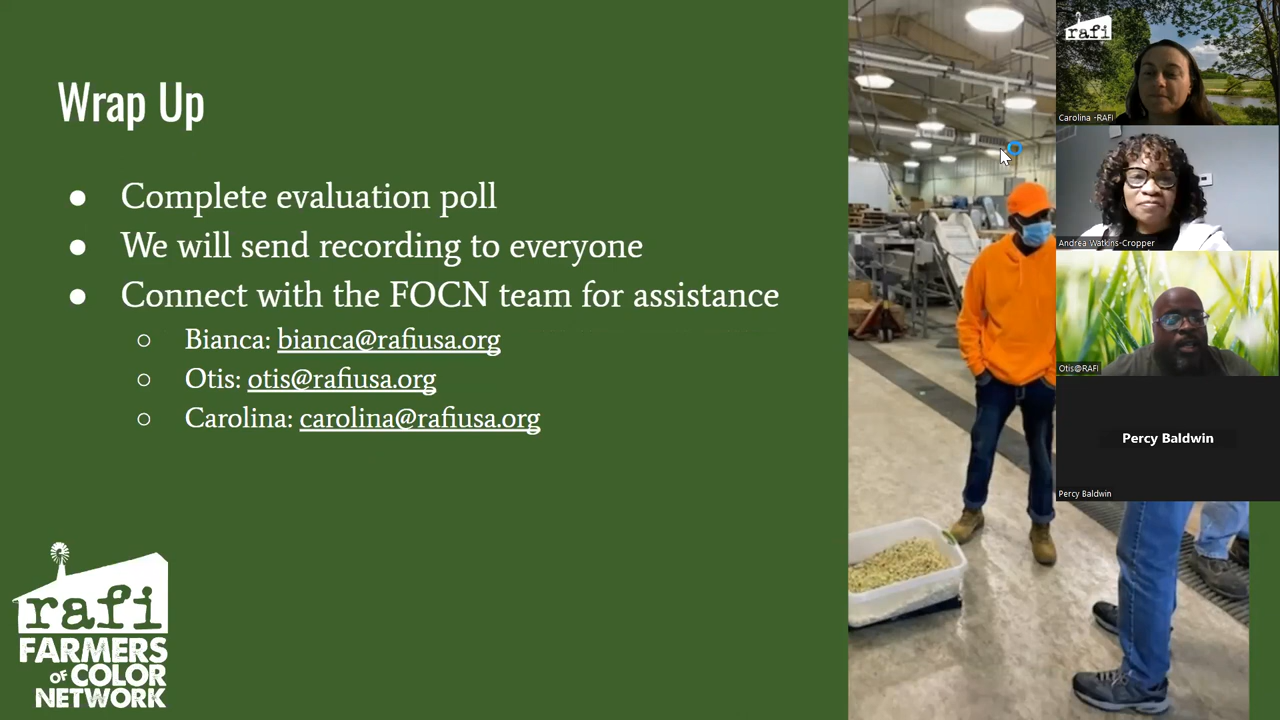 Wrap Up
● Complete evaluation poll
● We will send recording to everyone
● Connect with the FOCN team for assistance
○ Bianca: bianca@rafiusa.org
○ Otis: otis@rafiusa.org
○ Carolina: carolina@rafiusa.org
rafi
FARMERS
OF COLOR
NETWORK
rafi
Carolina -RAFI
Andrea Watkins-Cropper
Otis@RAFI
Percy Baldwin
Percy Baldwin